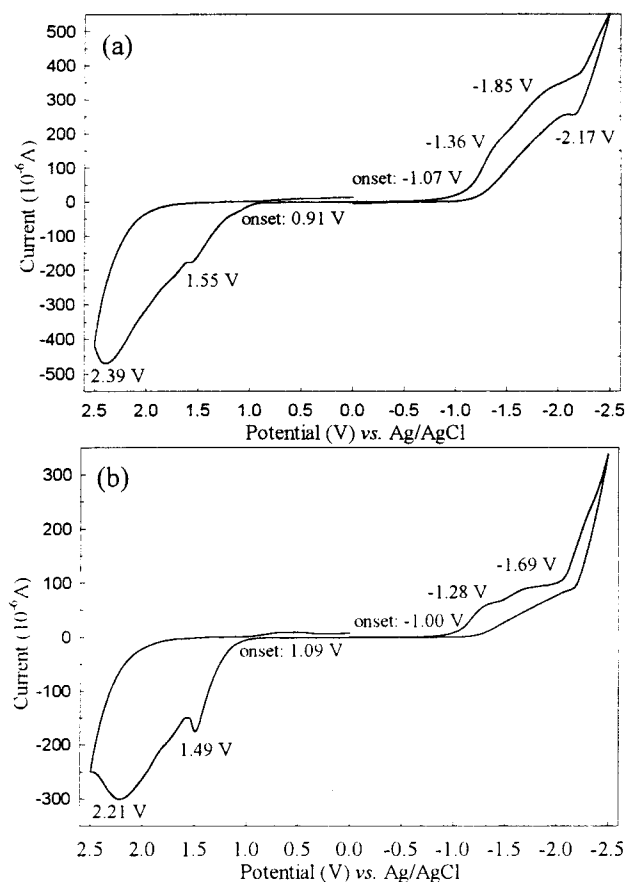 (a)
500
400
300
200
100
0
-100
-200
-300
-400
-500
Current (10⁻⁶A)
-1.85 V
-1.36 V
-2.17 V
onset: -1.07 V
onset: 0.91 V
1.55 V
2.39 V
2.5 2.0 1.5 1.0 0.5 0.0 -0.5 -1.0 -1.5 -2.0 -2.5
Potential (V) vs. Ag/AgCl
(b)
300
200
100
0
-100
-200
-300
Current (10⁻⁶A)
-1.69 V
-1.28 V
onset: -1.00 V
onset: 1.09 V
1.49 V
2.21 V
2.5 2.0 1.5 1.0 0.5 0.0 -0.5 -1.0 -1.5 -2.0 -2.5
Potential (V) vs. Ag/AgCl